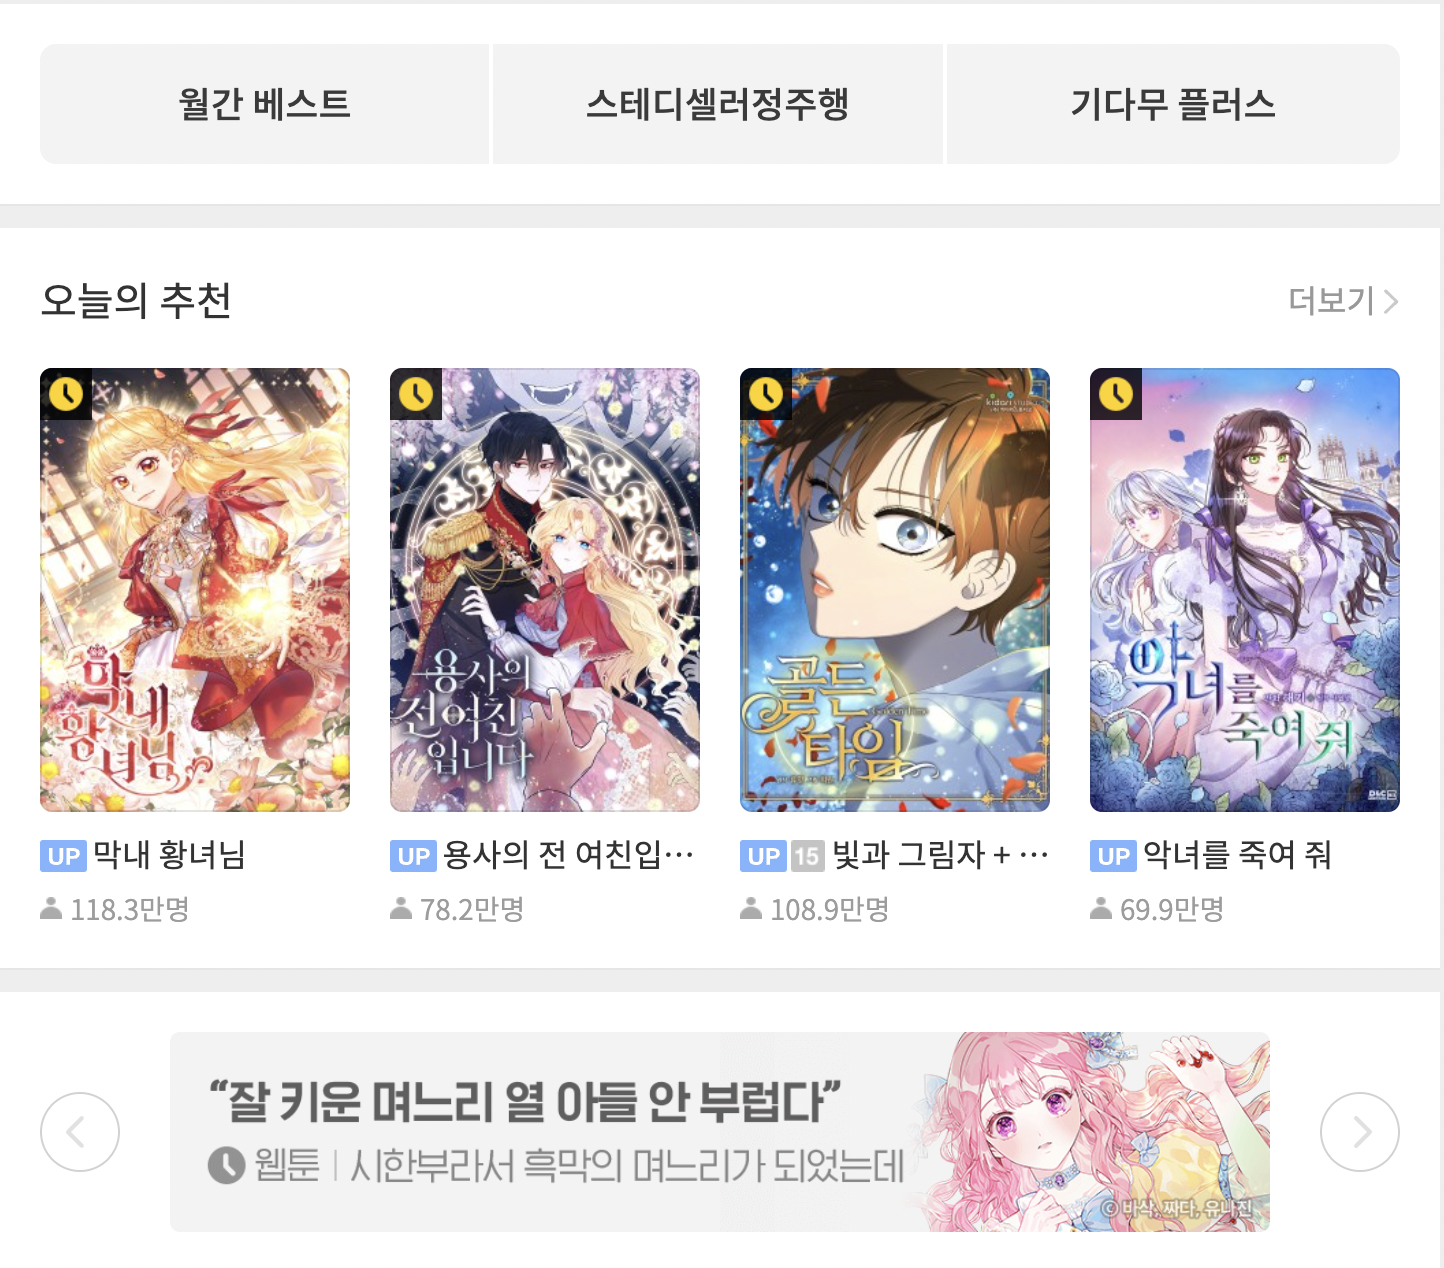 월간 베스트
스테디셀러정주행
기다무 플러스
오늘의 추천
더보기
kidari studio
막내
황녀님
용사의
전 여친
입니다
골든
타임
악녀를
죽여 줘
UP 막내 황녀님
118.3만명
UP 용사의 전 여친입…
78.2만명
UP 15 빛과 그림자 + …
108.9만명
UP 악녀를 죽여 줘
69.9만명
“잘 키운 며느리 열 아들 안 부럽다”
웹툰 | 시한부라서 흑막의 며느리가 되었는데
© 바삭, 짜다, 유나진